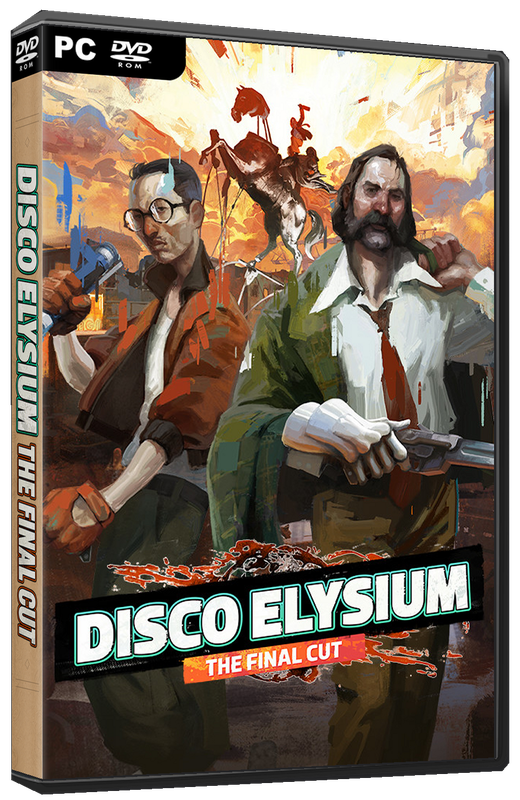 DVD
ROM
PC DVD
ROM
DISCO ELYSIUM THE FINAL CUT
DISCO ELYSIUM
THE FINAL CUT